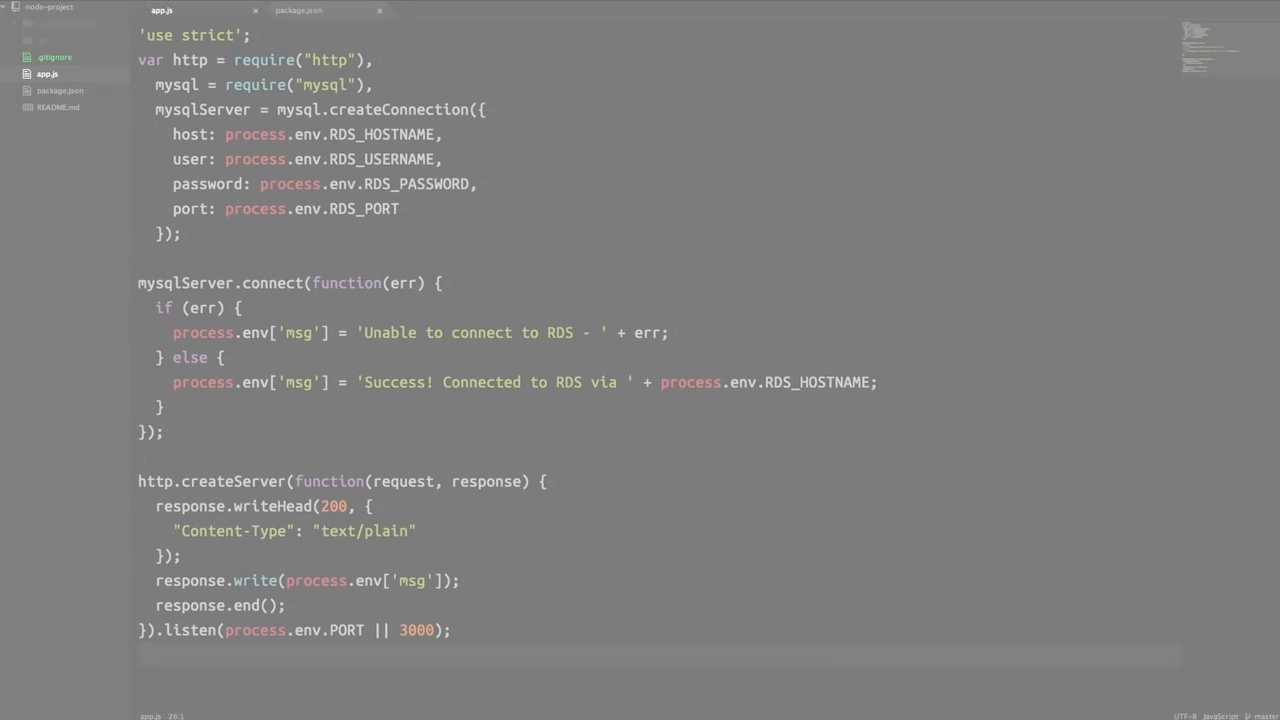 node-project
app.js
package.json
.gitignore
app.js
package.json
README.md
'use strict';
var http = require("http"),
  mysql = require("mysql"),
  mysqlServer = mysql.createConnection({
    host: process.env.RDS_HOSTNAME,
    user: process.env.RDS_USERNAME,
    password: process.env.RDS_PASSWORD,
    port: process.env.RDS_PORT
  });
mysqlServer.connect(function(err) {
  if (err) {
    process.env['msg'] = 'Unable to connect to RDS - ' + err;
  } else {
    process.env['msg'] = 'Success! Connected to RDS via ' + process.env.RDS_HOSTNAME;
  }
});
http.createServer(function(request, response) {
  response.writeHead(200, {
    "Content-Type": "text/plain"
  });
  response.write(process.env['msg']);
  response.end();
}).listen(process.env.PORT || 3000);
app.js 26:1
UTF-8 JavaScript master